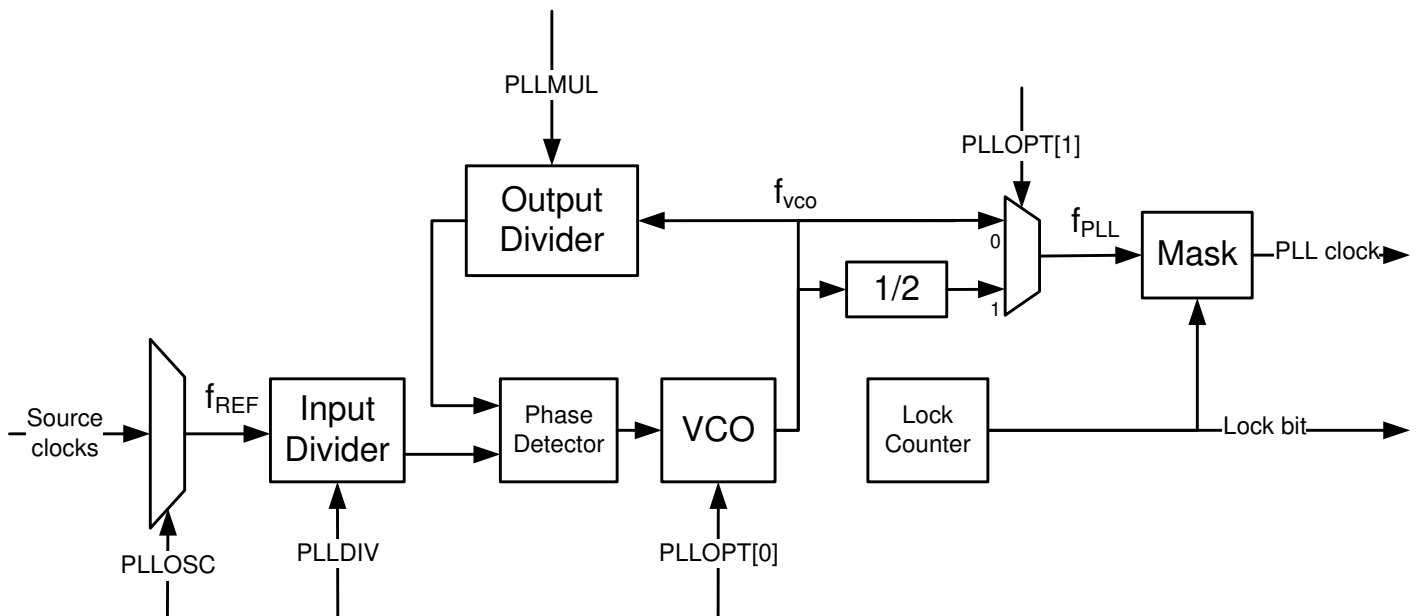 PLLMUL
PLLOPT[1]
Output
Divider
fvco
0
fPLL
Mask
PLL clock
1/2
1
Source
clocks
fREF
Input
Divider
Phase
Detector
VCO
Lock
Counter
Lock bit
PLLOSC
PLLDIV
PLLOPT[0]